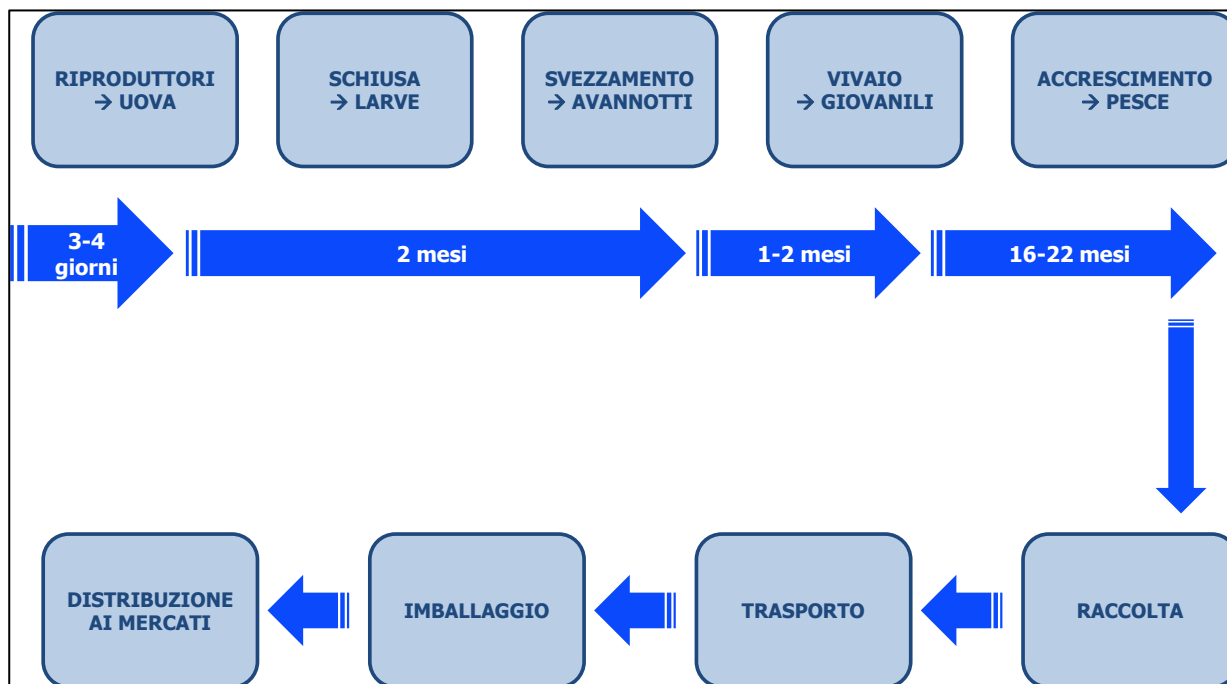 RIPRODUTTORI
→ UOVA
SCHIUSA
→ LARVE
SVEZZAMENTO
→ AVANNOTTI
VIVAIO
→ GIOVANILI
ACCRESCIMENTO
→ PESCE
3-4
giorni
2 mesi
1-2 mesi
16-22 mesi
DISTRIBUZIONE
AI MERCATI
IMBALLAGGIO
TRASPORTO
RACCOLTA